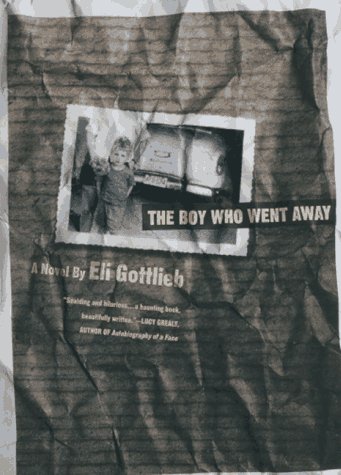 THE BOY WHO WENT AWAY
A Novel By Eli Gottlieb
"Scalding and hilarious... a haunting book,
beautifully written."—LUCY GREALY,
AUTHOR OF Autobiography of a Face